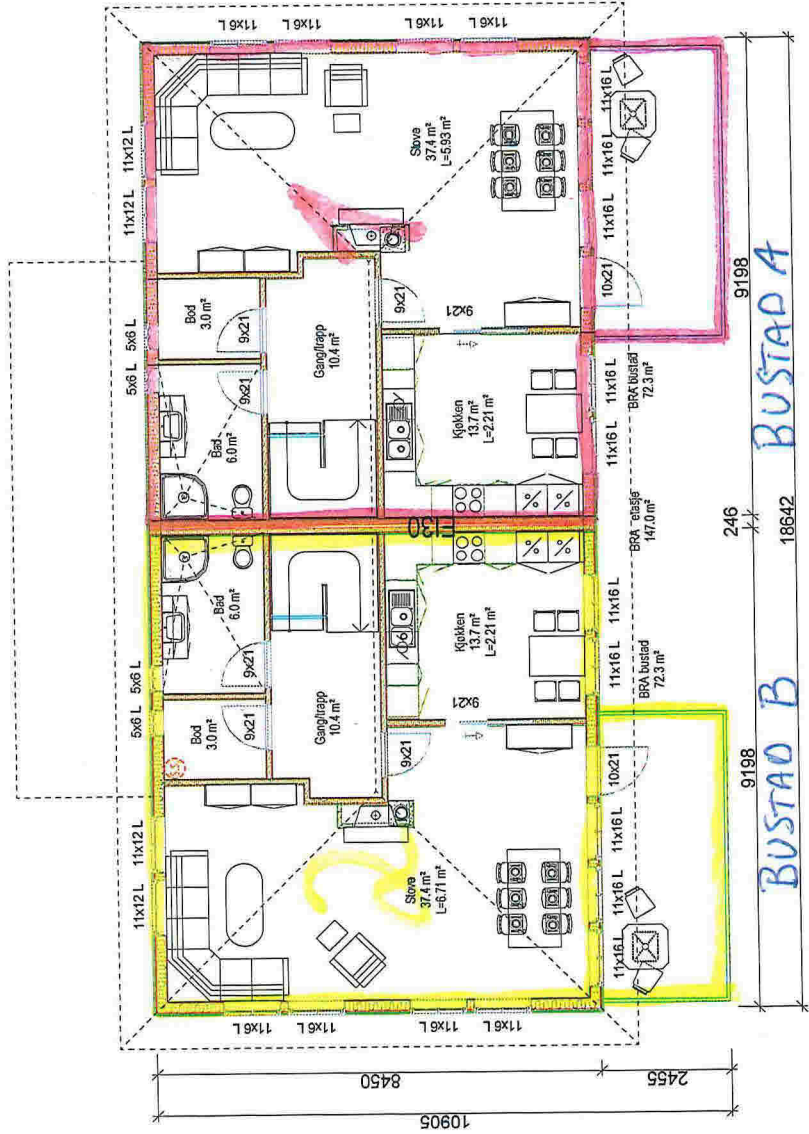 11x6 L
11x6 L
11x6 L
11x6 L
11x12 L
11x12 L
5x6 L
5x6 L
Stova
37.4 m²
L=5.93 m²
Bod
3.0 m²
9x21
Bad
6.0 m²
9x21
Gang/trapp
10.4 m²
9x21
9x21
Kjøkken
13.7 m²
L=2.21 m²
11x16 L
11x16 L
11x16 L
10x21
11x16 L
11x16 L
BRA bustad
72.3 m²
BRA etasje
147.0 m²
EI30
Bad
6.0 m²
9x21
5x6 L
5x6 L
Bod
3.0 m²
9x21
Gang/trapp
10.4 m²
9x21
9x21
Kjøkken
13.7 m²
L=2.21 m²
11x16 L
11x16 L
BRA bustad
72.3 m²
11x12 L
11x12 L
Stova
37.4 m²
L=6.71 m²
10x21
11x16 L
11x16 L
11x16 L
11x6 L
11x6 L
11x6 L
11x6 L
9198
246
9198
18642
8450
2455
10905
BUSTAD A
BUSTAD B